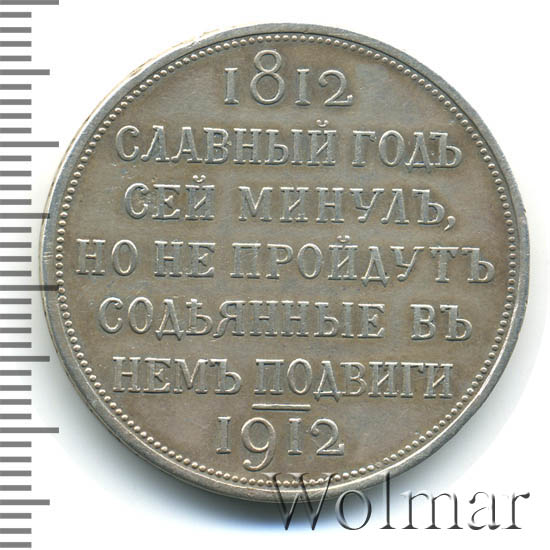 1812
СЛАВНЫЙ ГОДЪ
СЕЙ МИНУЛЪ,
НО НЕ ПРОЙДУТЪ
СОДѢЯННЫЕ ВЪ
НЕМЪ ПОДВИГИ
1912
Wolmar